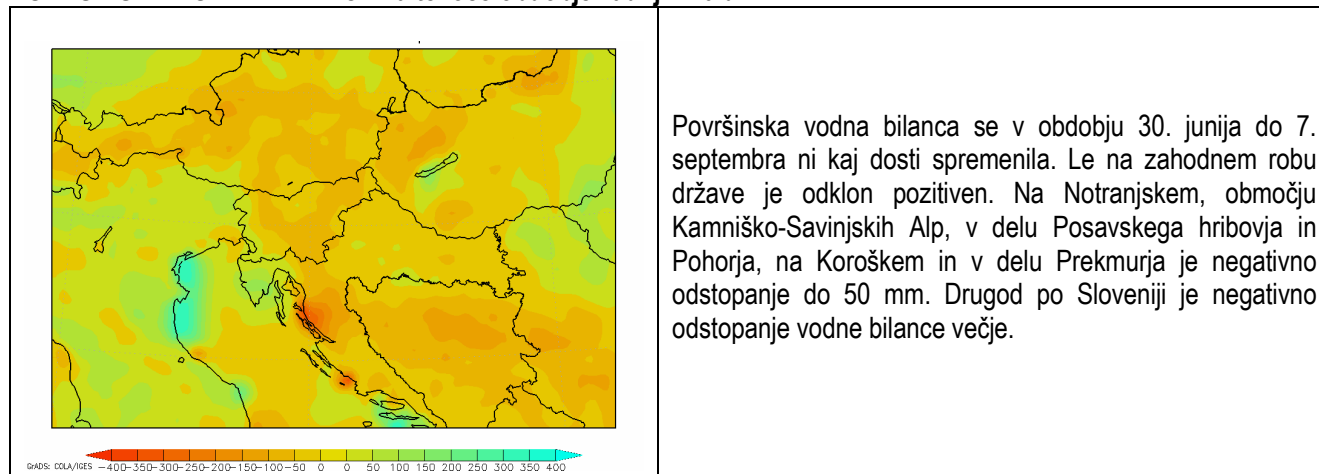 Površinska vodna bilanca se v obdobju 30. junija do 7.
septembra ni kaj dosti spremenila. Le na zahodnem robu
države je odklon pozitiven. Na Notranjskem, območju
Kamniško-Savinjskih Alp, v delu Posavskega hribovja in
Pohorja, na Koroškem in v delu Prekmurja je negativno
odstopanje do 50 mm. Drugod po Sloveniji je negativno
odstopanje vodne bilance večje.
GrADS: COLA/IGES -400-350-300-250-200-150-100-50 0 0 50 100 150 200 250 300 350 400